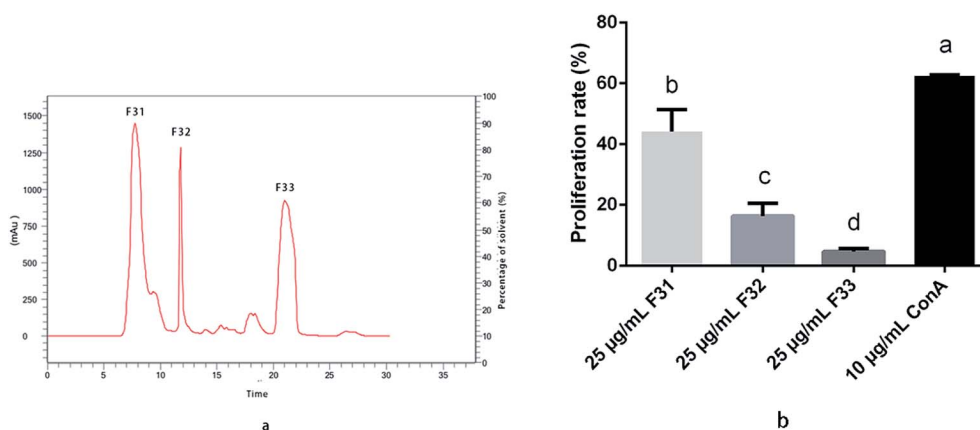 F31
F32
F33
1500
1250
1000
750
500
250
0
(mAu)
100
90
80
70
60
50
40
30
20
10
Percentage of solvent (%)
0 5 10 15 20 25 30 35
Time
a
80
60
40
20
0
Proliferation rate (%)
b
c
d
a
25 µg/mL F31
25 µg/mL F32
25 µg/mL F33
10 µg/mL ConA
b